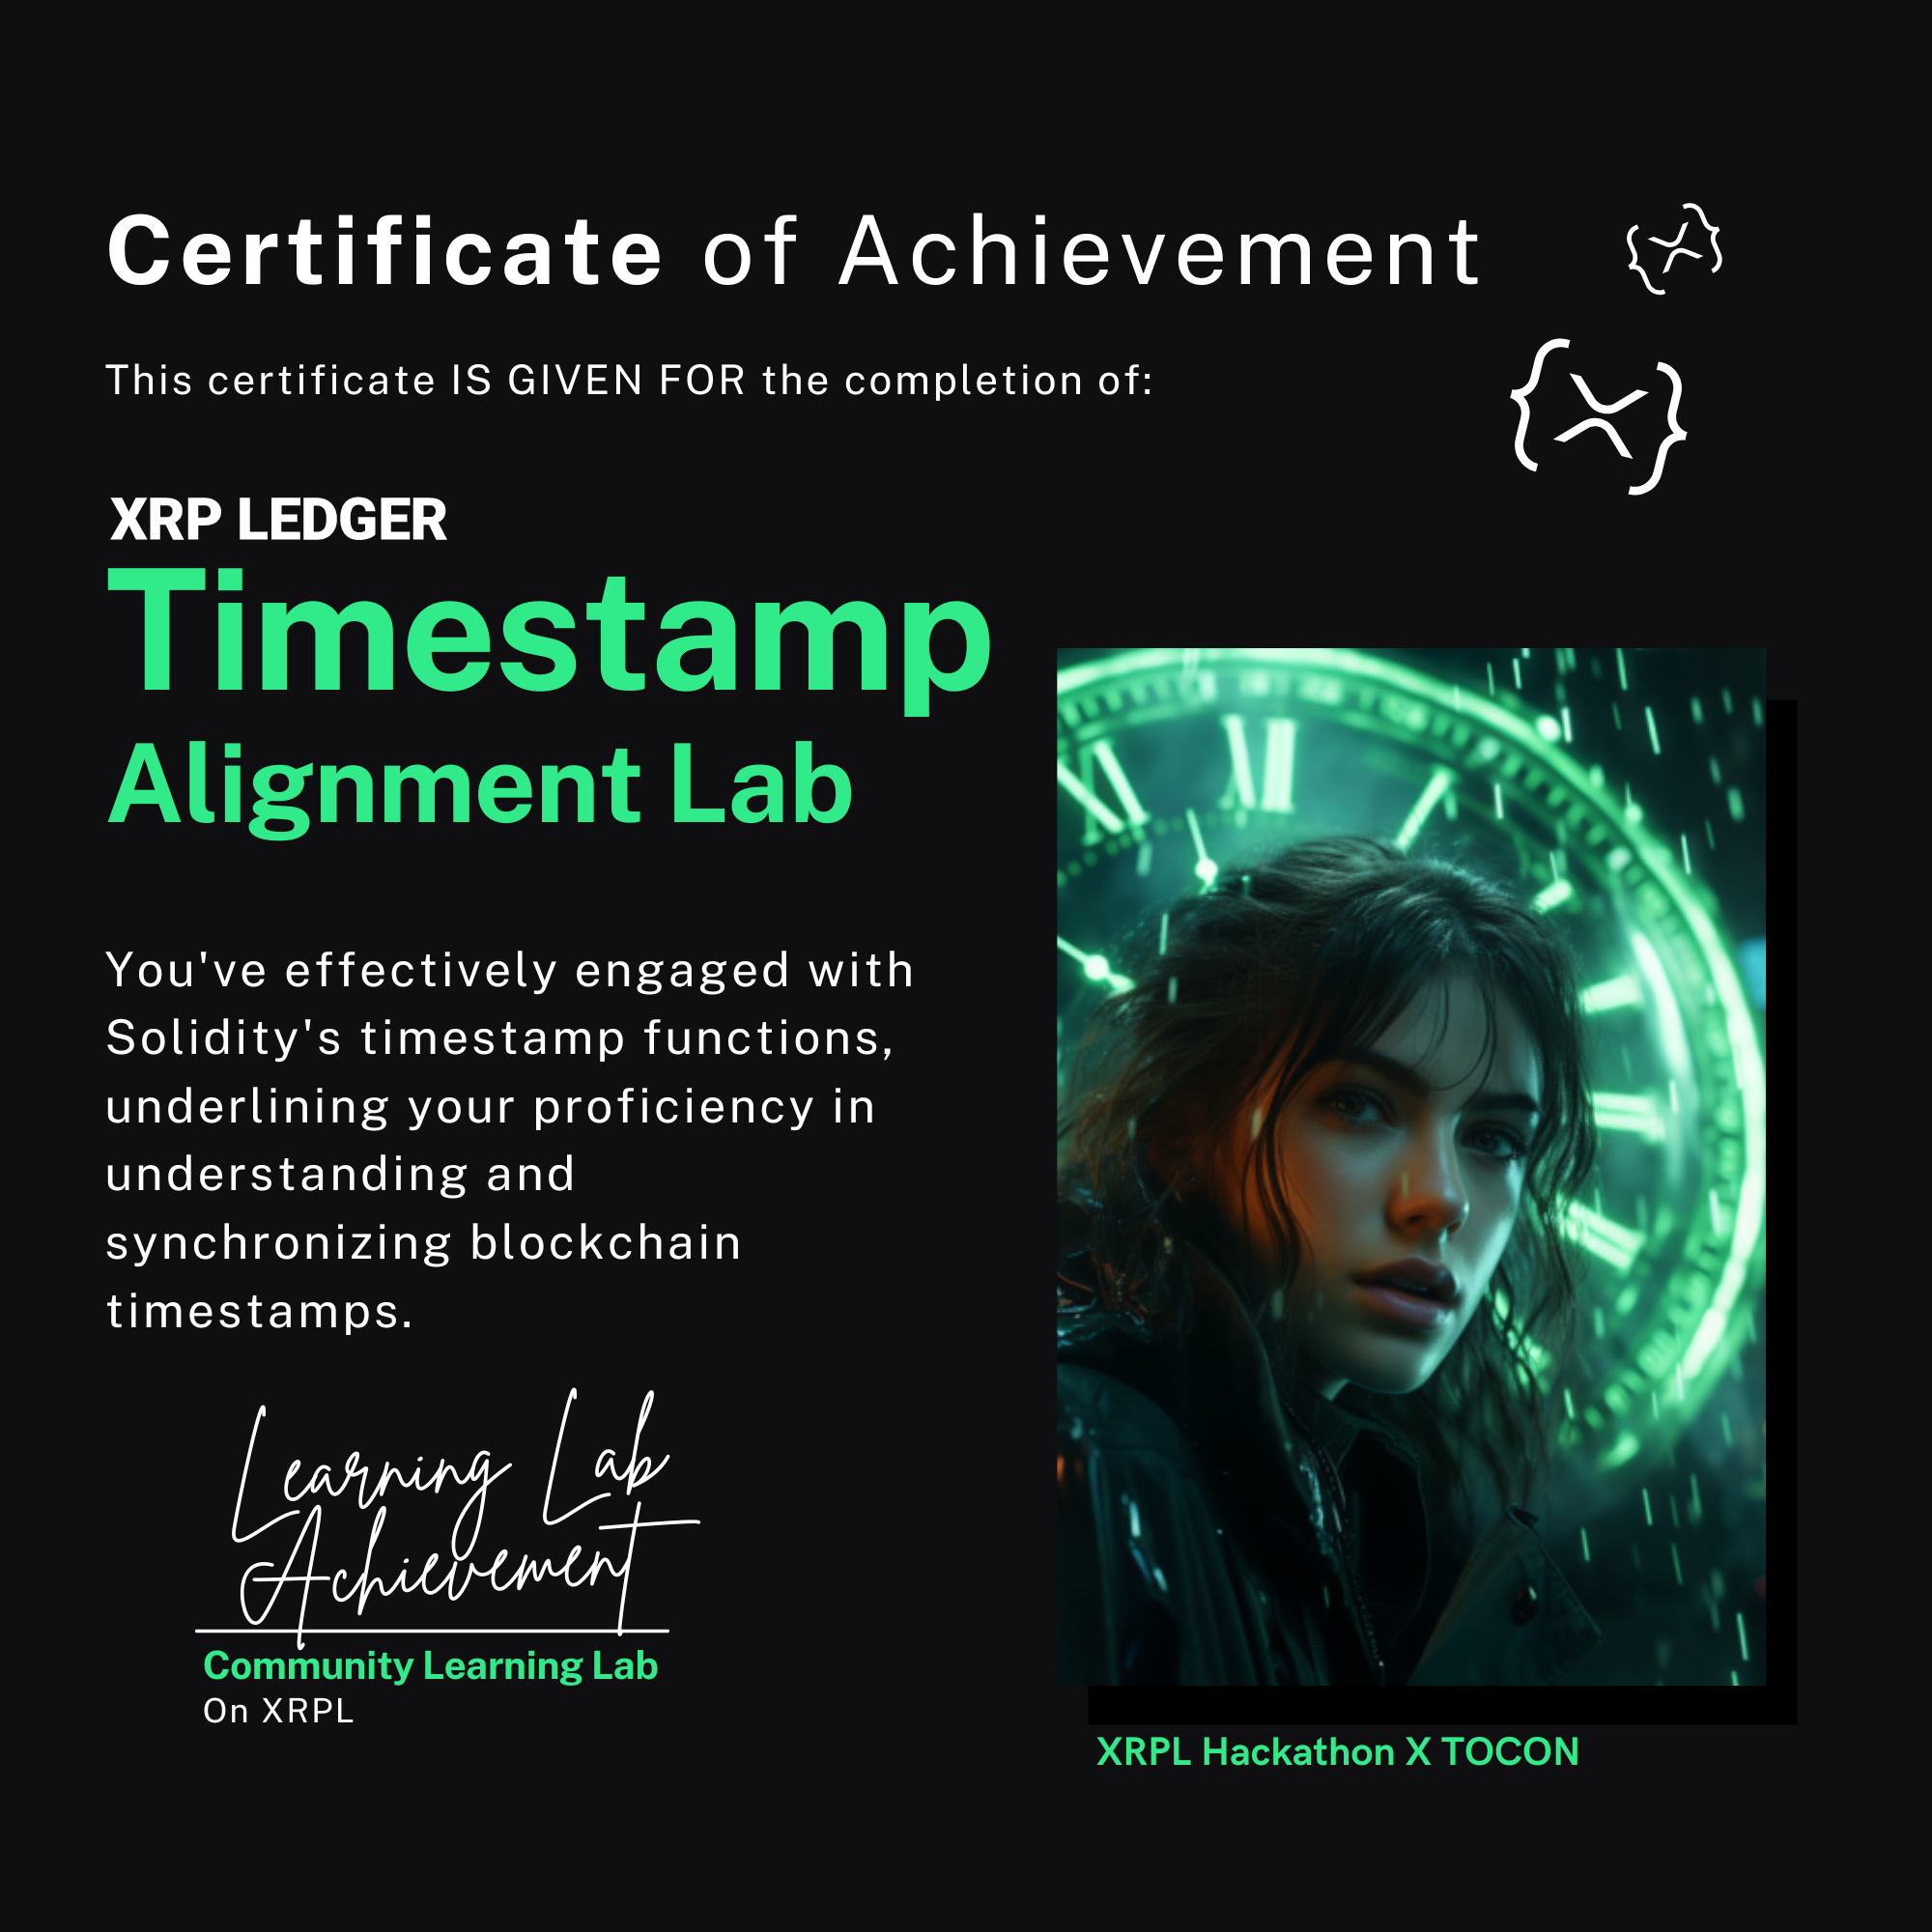 Certificate of Achievement
This certificate IS GIVEN FOR the completion of:
XRP LEDGER
Timestamp
Alignment Lab
You've effectively engaged with
Solidity's timestamp functions,
underlining your proficiency in
understanding and
synchronizing blockchain
timestamps.
Learning Lab
Achievement
Community Learning Lab
On XRPL
XII
XRPL Hackathon X TOCON